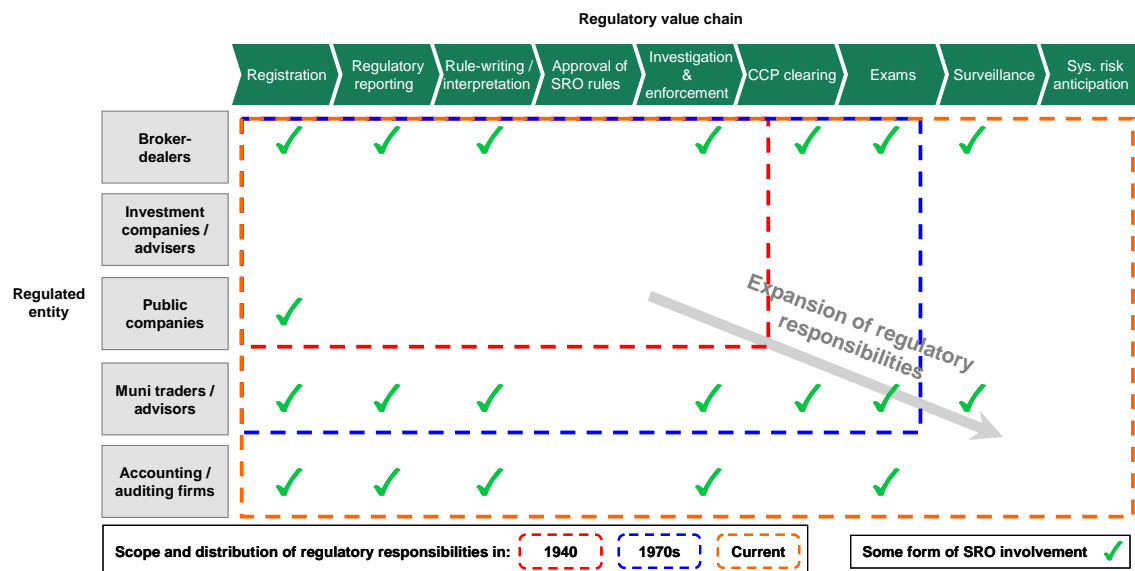 Regulatory value chain
Registration
Regulatory
reporting
Rule-writing /
interpretation
Approval of
SRO rules
Investigation
&
enforcement
CCP clearing
Exams
Surveillance
Sys. risk
anticipation
Regulated
entity
Broker-
dealers
Investment
companies /
advisers
Public
companies
Muni traders /
advisors
Accounting /
auditing firms
Expansion of regulatory
responsibilities
Scope and distribution of regulatory responsibilities in:
1940
1970s
Current
Some form of SRO involvement